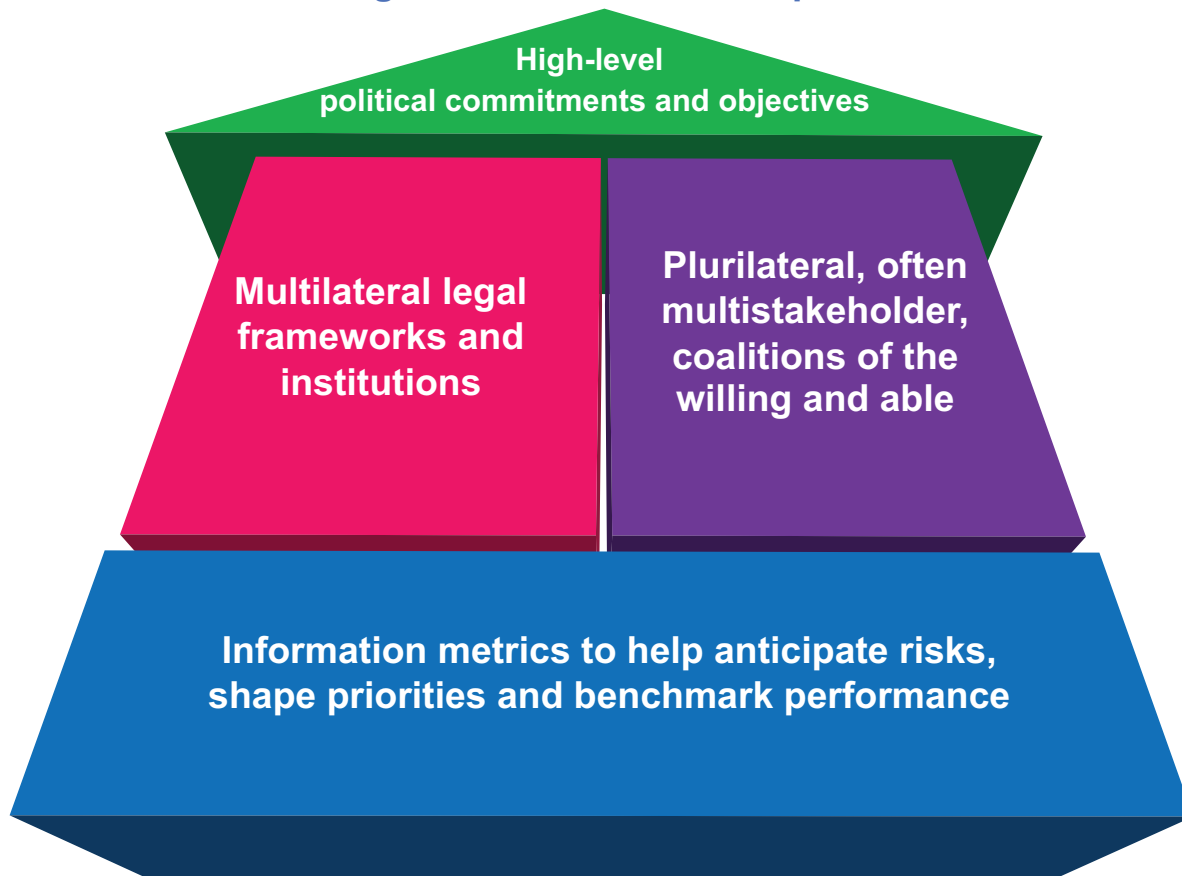 High-level
political commitments and objectives
Multilateral legal
frameworks and
institutions
Plurilateral, often
multistakeholder,
coalitions of the
willing and able
Information metrics to help anticipate risks,
shape priorities and benchmark performance